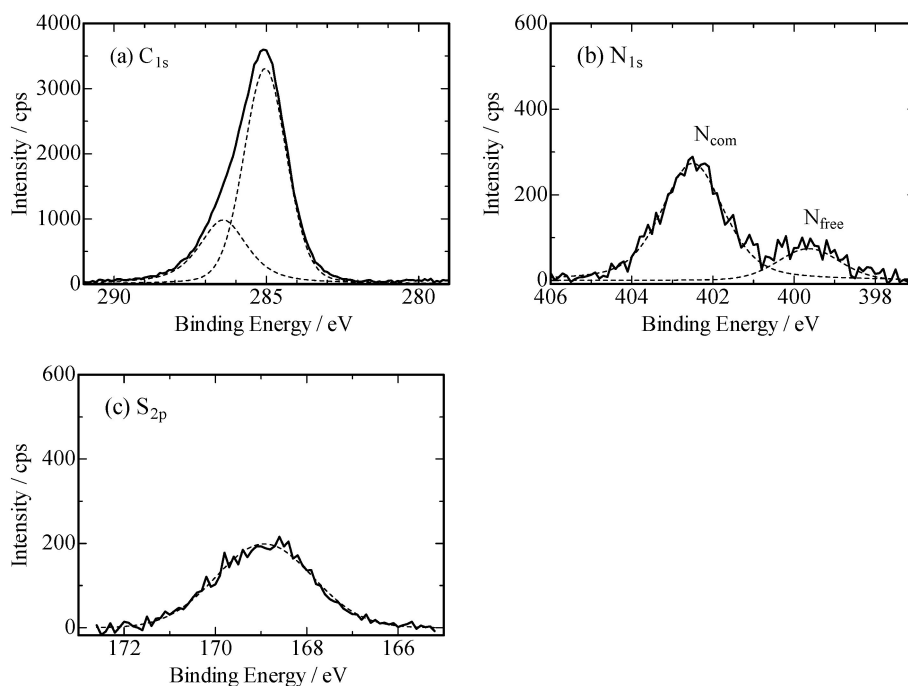 (a) C1s
Intensity / cps
4000
3000
2000
1000
0
290
285
280
Binding Energy / eV
(b) N1s
Intensity / cps
600
400
200
0
Ncom
Nfree
406
404
402
400
398
Binding Energy / eV
(c) S2p
Intensity / cps
600
400
200
0
172
170
168
166
Binding Energy / eV